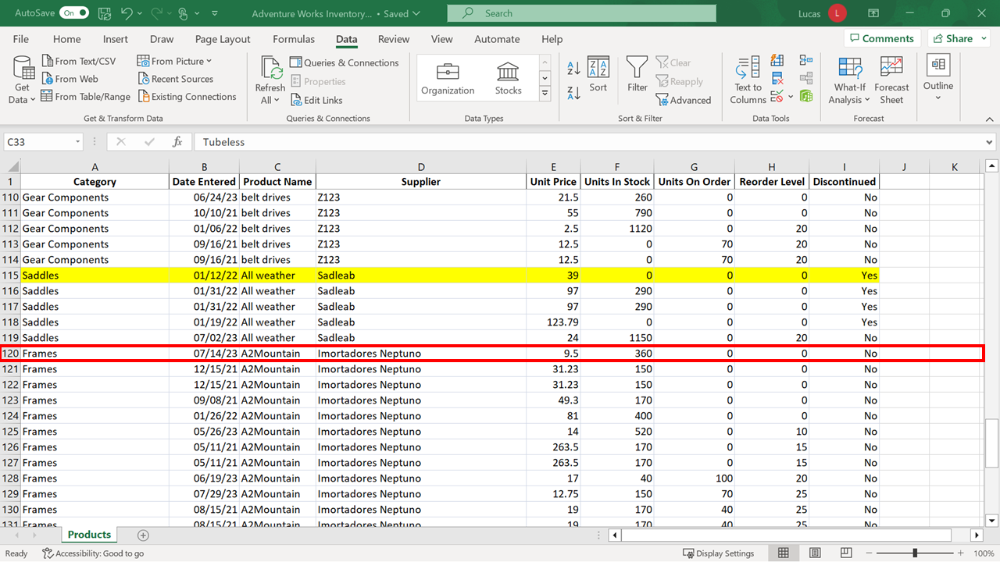 AutoSave On Adventure Works Inventory... • Saved Search Lucas L
File Home Insert Draw Page Layout Formulas Data Review View Automate Help Comments Share
Get Data From Text/CSV From Picture
From Web Recent Sources
From Table/Range Existing Connections
Get & Transform Data
Refresh All Queries & Connections
Properties
Edit Links
Queries & Connections
Organization Stocks
Data Types
Sort Filter Clear
Reapply
Advanced
Sort & Filter
Text to Columns
Data Tools
What-If Analysis Forecast Sheet
Forecast
Outline
C33 fx Tubeless
A B C D E F G H I J K
1 Category Date Entered Product Name Supplier Unit Price Units In Stock Units On Order Reorder Level Discontinued
110 Gear Components 06/24/23 belt drives Z123 21.5 260 0 0 No
111 Gear Components 10/10/21 belt drives Z123 55 790 0 0 No
112 Gear Components 01/06/22 belt drives Z123 2.5 1120 0 20 No
113 Gear Components 09/16/21 belt drives Z123 12.5 0 70 20 No
114 Gear Components 09/16/21 belt drives Z123 12.5 0 70 20 No
115 Saddles 01/12/22 All weather Sadleab 39 0 0 0 Yes
116 Saddles 01/31/22 All weather Sadleab 97 290 0 0 Yes
117 Saddles 01/31/22 All weather Sadleab 97 290 0 0 Yes
118 Saddles 01/19/22 All weather Sadleab 123.79 0 0 0 Yes
119 Saddles 07/02/23 All weather Sadleab 24 1150 0 20 No
120 Frames 07/14/23 A2Mountain Imortadores Neptuno 9.5 360 0 0 No
121 Frames 12/15/21 A2Mountain Imortadores Neptuno 31.23 150 0 0 No
122 Frames 12/15/21 A2Mountain Imortadores Neptuno 31.23 150 0 0 No
123 Frames 09/08/21 A2Mountain Imortadores Neptuno 49.3 170 0 0 No
124 Frames 01/26/22 A2Mountain Imortadores Neptuno 81 400 0 0 No
125 Frames 05/26/23 A2Mountain Imortadores Neptuno 14 520 0 10 No
126 Frames 05/11/21 A2Mountain Imortadores Neptuno 263.5 170 0 15 No
127 Frames 05/11/21 A2Mountain Imortadores Neptuno 263.5 170 0 15 No
128 Frames 06/19/23 A2Mountain Imortadores Neptuno 17 40 100 20 No
129 Frames 07/29/23 A2Mountain Imortadores Neptuno 12.75 150 70 25 No
130 Frames 08/15/21 A2Mountain Imortadores Neptuno 19 170 40 25 No
131 Frames 08/15/21 A2Mountain Imortadores Neptuno 19 170 40 25 No
Products
Ready Accessibility: Good to go Display Settings 100%